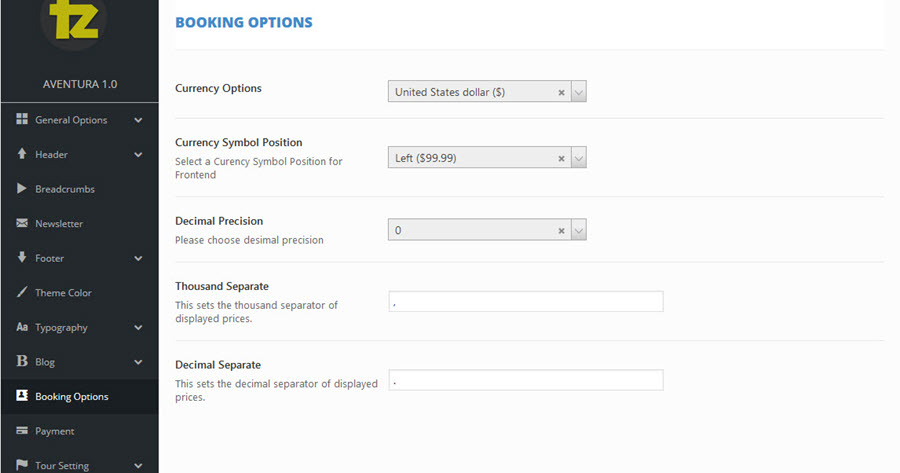 tz
AVENTURA 1.0
General Options
Header
Breadcrumbs
Newsletter
Footer
Theme Color
Aa Typography
B Blog
Booking Options
Payment
Tour Setting
BOOKING OPTIONS
Currency Options
United States dollar ($)
Currency Symbol Position
Select a Curency Symbol Position for
Frontend
Left ($99.99)
Decimal Precision
Please choose desimal precision
0
Thousand Separate
This sets the thousand separator of
displayed prices.
,
Decimal Separate
This sets the decimal separator of displayed
prices.
.